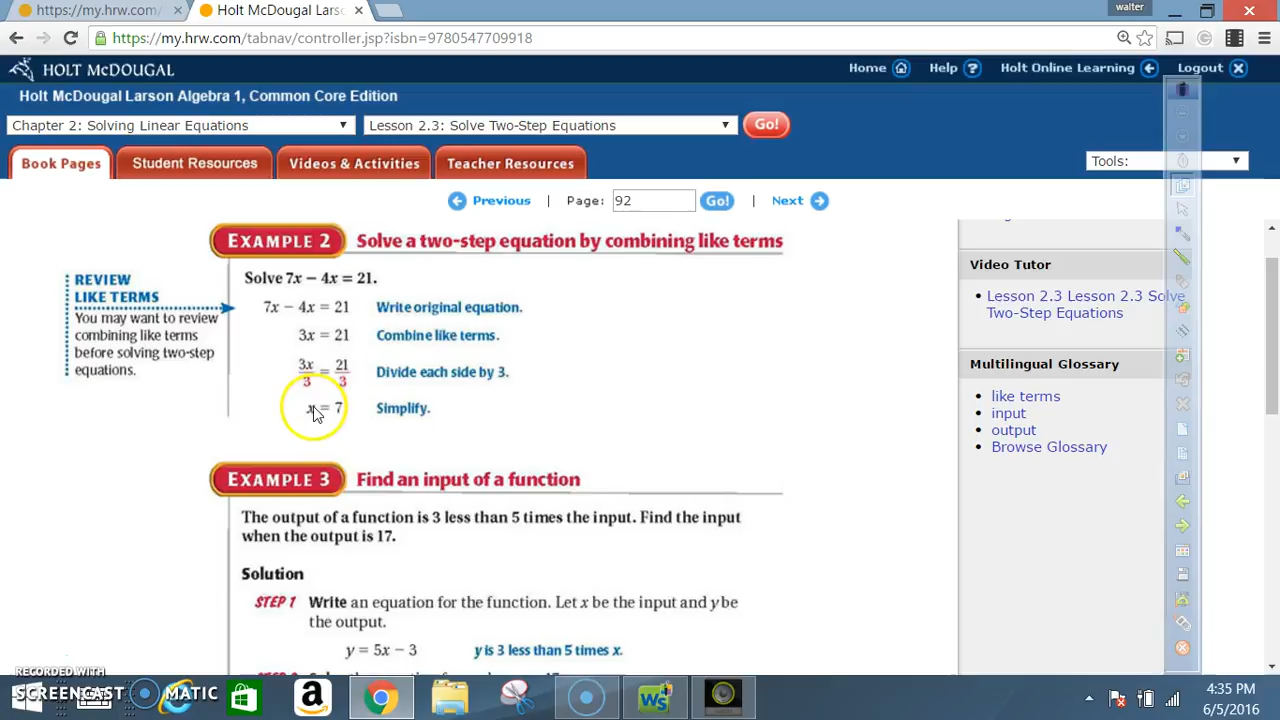 https://my.hrw.com/tabnav/ ×
Holt McDougal Lars ×
walter
https://my.hrw.com/tabnav/controller.jsp?isbn=9780547709918
HOLT MCDOUGAL
Home
Help ?
Holt Online Learning
Logout
Holt McDougal Larson Algebra 1, Common Core Edition
Chapter 2: Solving Linear Equations
Lesson 2.3: Solve Two-Step Equations
Go!
Book Pages
Student Resources
Videos & Activities
Teacher Resources
Tools:
Previous | Page: 92 Go! | Next
EXAMPLE 2 Solve a two-step equation by combining like terms
REVIEW
LIKE TERMS
You may want to review
combining like terms
before solving two-step
equations.
Solve 7x − 4x = 21.
7x − 4x = 21 Write original equation.
3x = 21 Combine like terms.
3x/3 = 21/3 Divide each side by 3.
x = 7 Simplify.
EXAMPLE 3 Find an input of a function
The output of a function is 3 less than 5 times the input. Find the input
when the output is 17.
Solution
STEP 1 Write an equation for the function. Let x be the input and y be
the output.
y = 5x − 3 y is 3 less than 5 times x.
Video Tutor
Lesson 2.3 Lesson 2.3 Solve
Two-Step Equations
Multilingual Glossary
like terms
input
output
Browse Glossary
RECORDED WITH
SCREENCAST MATIC
4:35 PM
6/5/2016